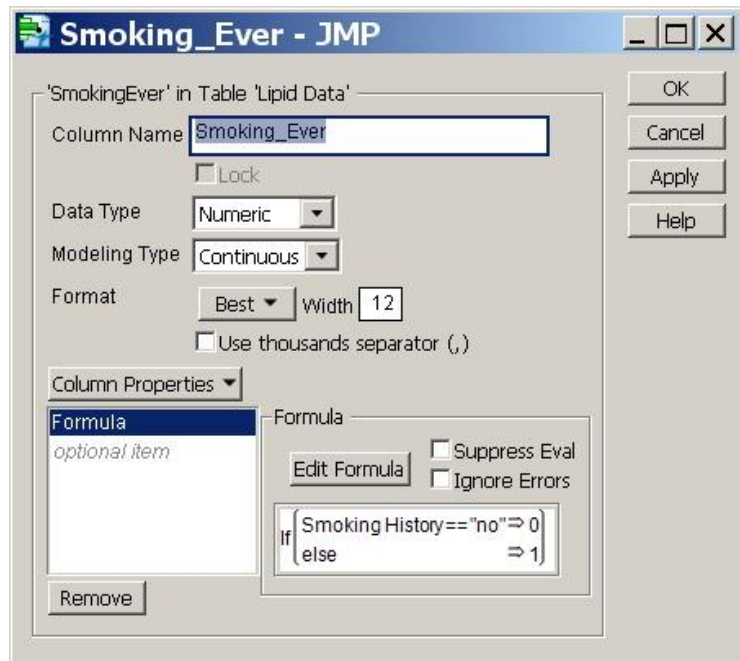 Smoking_Ever - JMP
'SmokingEver' in Table 'Lipid Data'
OK
Column Name Smoking_Ever
Cancel
Lock
Apply
Data Type Numeric
Help
Modeling Type Continuous
Format Best Width 12
Use thousands separator (,)
Column Properties
Formula
optional item
Formula
Edit Formula
Suppress Eval
Ignore Errors
If Smoking History=="no"⇒ 0
else ⇒ 1
Remove